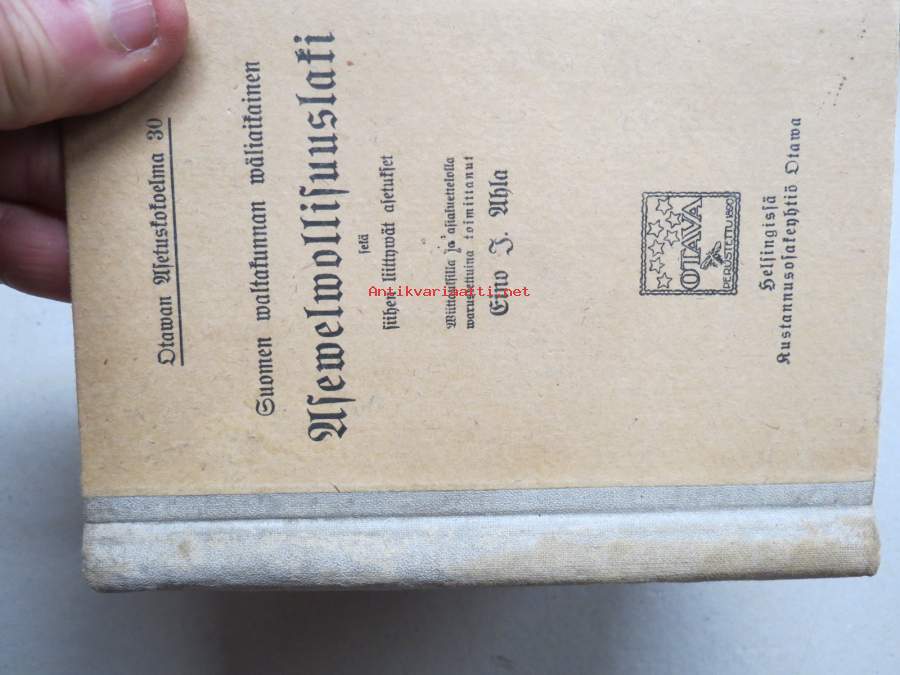 Otawan Asetuskokoelma 30
Suomen waltakunnan wäliaikainen
Asewelwollisuuslaki
sekä
siihen liittywät asetukset
Wiittauksilla ja asialuettelolla
warustettuina toimittanut
Eino J. Ahla
OTAVA
PERUSTETTU 1890
Helsingissä
Kustannusosakeyhtiö Otawa
Antikvariaatti.net